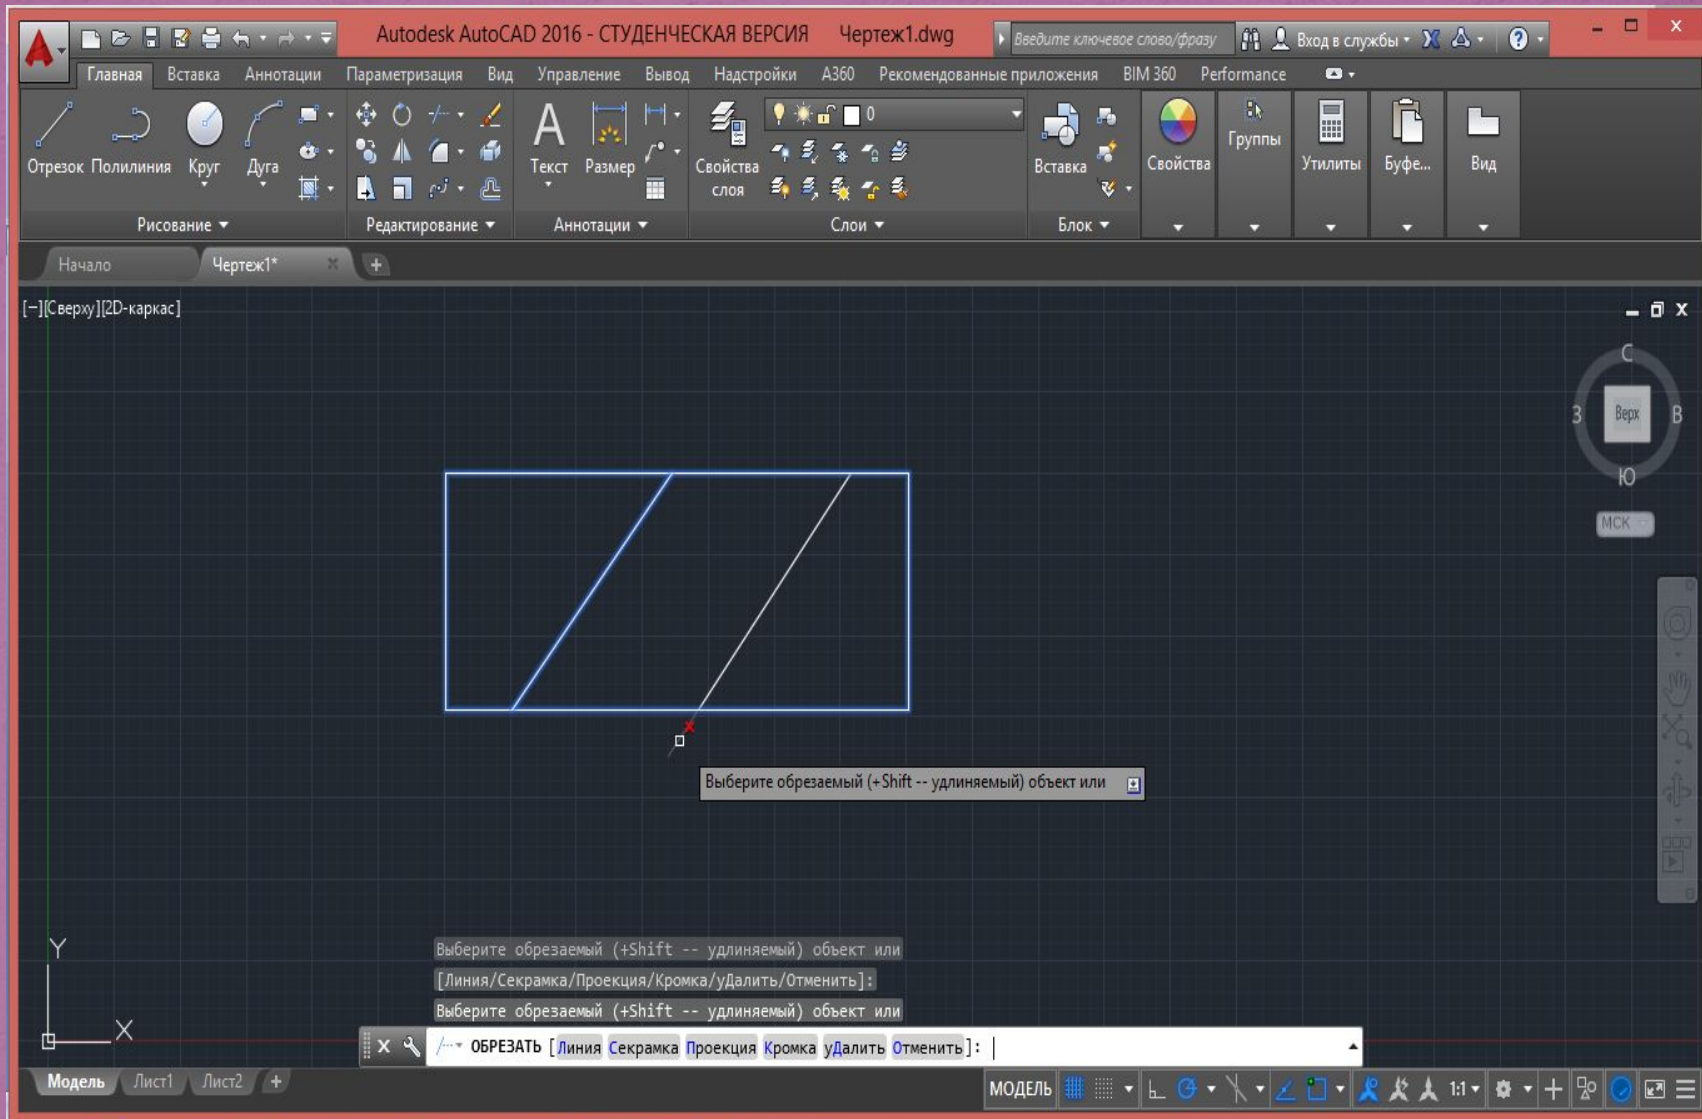 Autodesk AutoCAD 2016 - СТУДЕНЧЕСКАЯ ВЕРСИЯ Чертеж1.dwg
Введите ключевое слово/фразу
Вход в службы
Главная Вставка Аннотации Параметризация Вид Управление Вывод Надстройки A360 Рекомендованные приложения BIM 360 Performance
0
Отрезок Полилиния Круг Дуга
Текст Размер
Свойства слоя
Вставка
Свойства
Группы
Утилиты
Буфе...
Вид
Рисование Редактирование Аннотации Слои Блок
Начало Чертеж1* +
[−][Сверху][2D-каркас]
С
З Верх В
Ю
МСК
Выберите обрезаемый (+Shift -- удлиняемый) объект или
Y
X
Выберите обрезаемый (+Shift -- удлиняемый) объект или
[Линия/Секрамка/Проекция/Кромка/уДалить/Отменить]:
Выберите обрезаемый (+Shift -- удлиняемый) объект или
ОБРЕЗАТЬ [Линия Секрамка Проекция Кромка уДалить Отменить]:
Модель Лист1 Лист2 +
МОДЕЛЬ 1:1